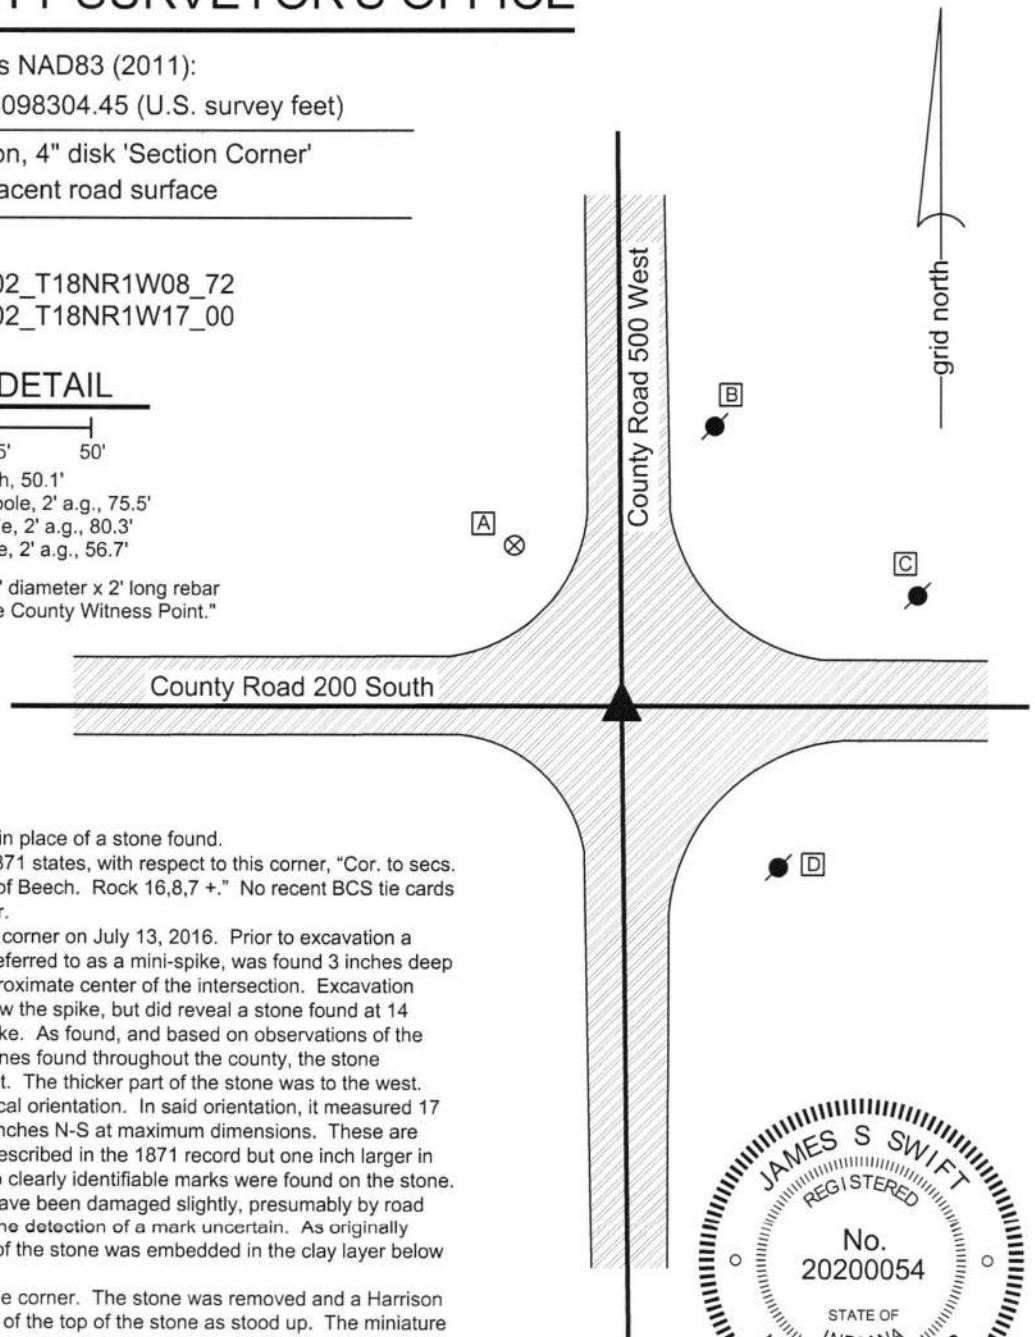 SURVEYOR'S OFFICE
s NAD83 (2011):
098304.45 (U.S. survey feet)
on, 4" disk 'Section Corner'
acent road surface
02_T18NR1W08_72
02_T18NR1W17_00
DETAIL
5' 50'
h, 50.1'
pole, 2' a.g., 75.5'
e, 2' a.g., 80.3'
e, 2' a.g., 56.7'
" diameter x 2' long rebar
e County Witness Point."
grid north
County Road 500 West
B
A
C
County Road 200 South
D
in place of a stone found.
871 states, with respect to this corner, “Cor. to secs.
of Beech. Rock 16,8,7 +.” No recent BCS tie cards
r.
corner on July 13, 2016. Prior to excavation a
eferred to as a mini-spike, was found 3 inches deep
roximate center of the intersection. Excavation
w the spike, but did reveal a stone found at 14
ke. As found, and based on observations of the
nes found throughout the county, the stone
t. The thicker part of the stone was to the west.
cal orientation. In said orientation, it measured 17
nches N-S at maximum dimensions. These are
escribed in the 1871 record but one inch larger in
o clearly identifiable marks were found on the stone.
ave been damaged slightly, presumably by road
he detection of a mark uncertain. As originally
of the stone was embedded in the clay layer below
e corner. The stone was removed and a Harrison
of the top of the stone as stood up. The miniature
JAMES S SWIFT
REGISTERED
No.
20200054
STATE OF
INDIANA